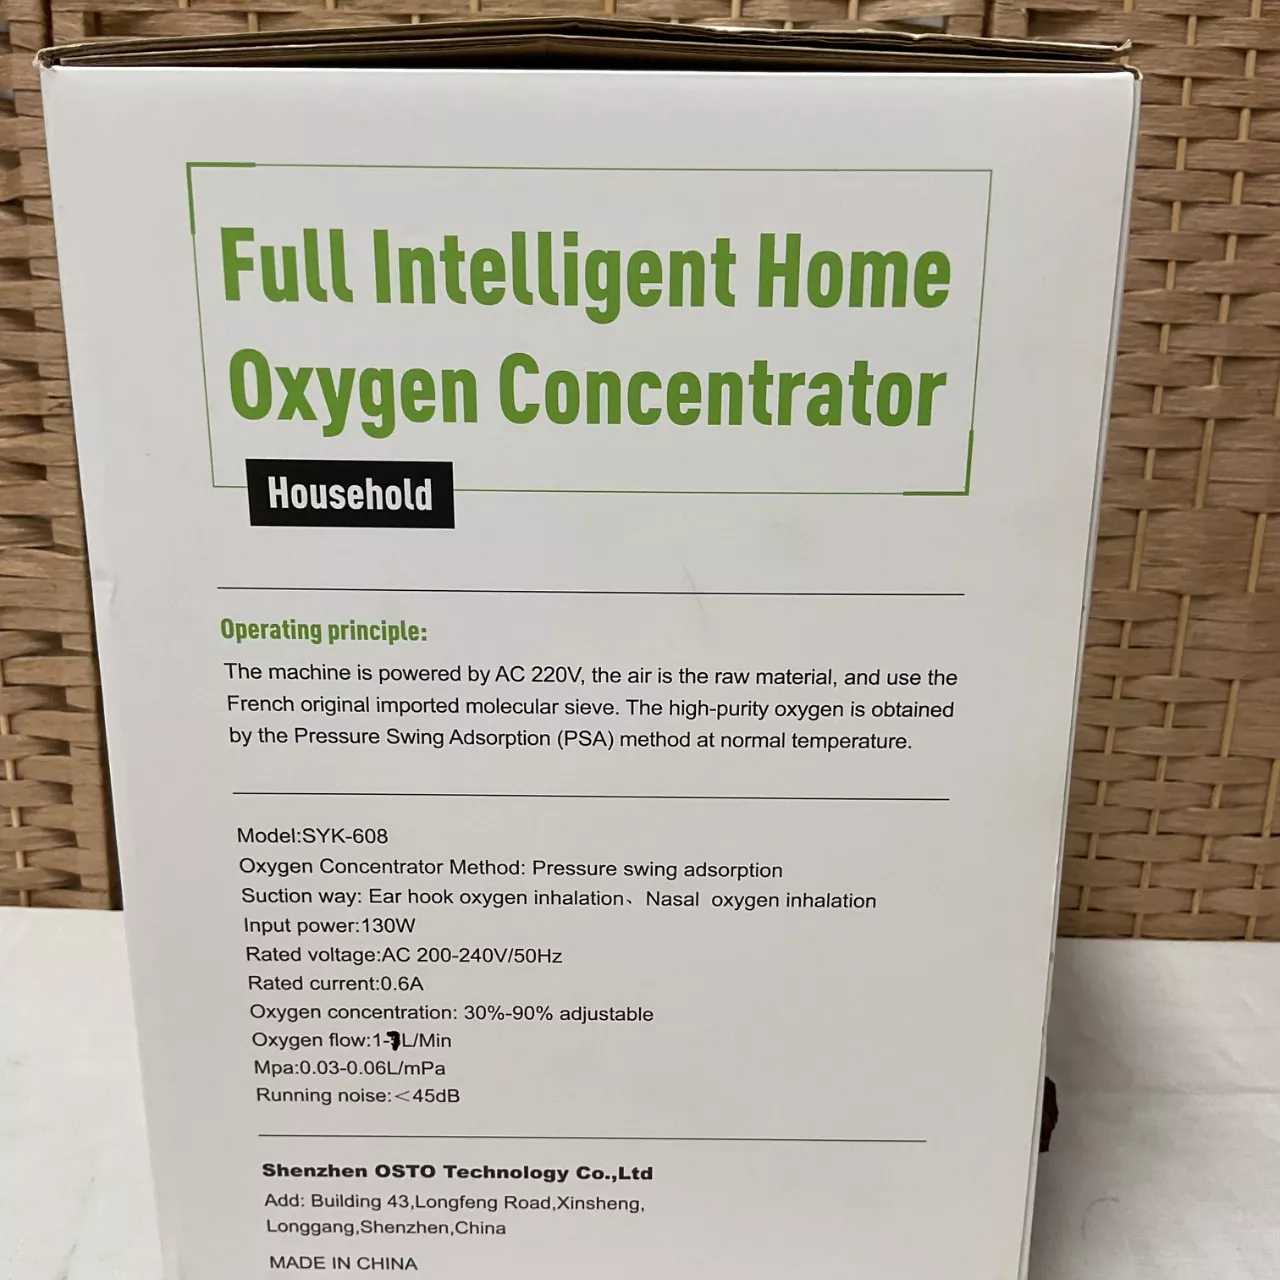 Full Intelligent Home
Oxygen Concentrator
Household
Operating principle:
The machine is powered by AC 220V, the air is the raw material, and use the
French original imported molecular sieve. The high-purity oxygen is obtained
by the Pressure Swing Adsorption (PSA) method at normal temperature.
Model:SYK-608
Oxygen Concentrator Method: Pressure swing adsorption
Suction way: Ear hook oxygen inhalation、Nasal oxygen inhalation
Input power:130W
Rated voltage:AC 200-240V/50Hz
Rated current:0.6A
Oxygen concentration: 30%-90% adjustable
Oxygen flow:
Mpa:0.03-0.06L/mPa
Running noise:<45dB
Shenzhen OSTO Technology Co.,Ltd
Add: Building 43,Longfeng Road,Xinsheng,
Longgang,Shenzhen,China
MADE IN CHINA